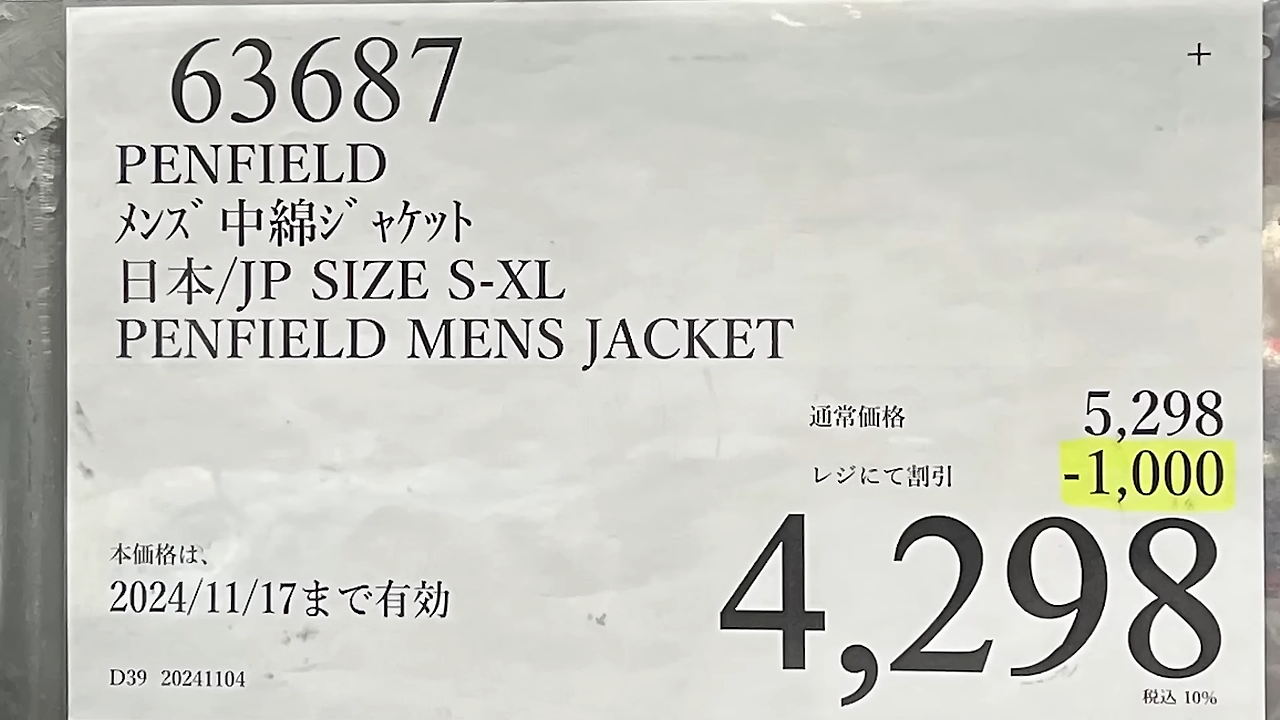 63687
+
PENFIELD
ﾒﾝｽﾞ 中綿ｼﾞｬｹｯﾄ
日本/JP SIZE S-XL
PENFIELD MENS JACKET
通常価格 5,298
レジにて割引 -1,000
4,298
本価格は、
2024/11/17まで有効
D39 20241104
税込 10%